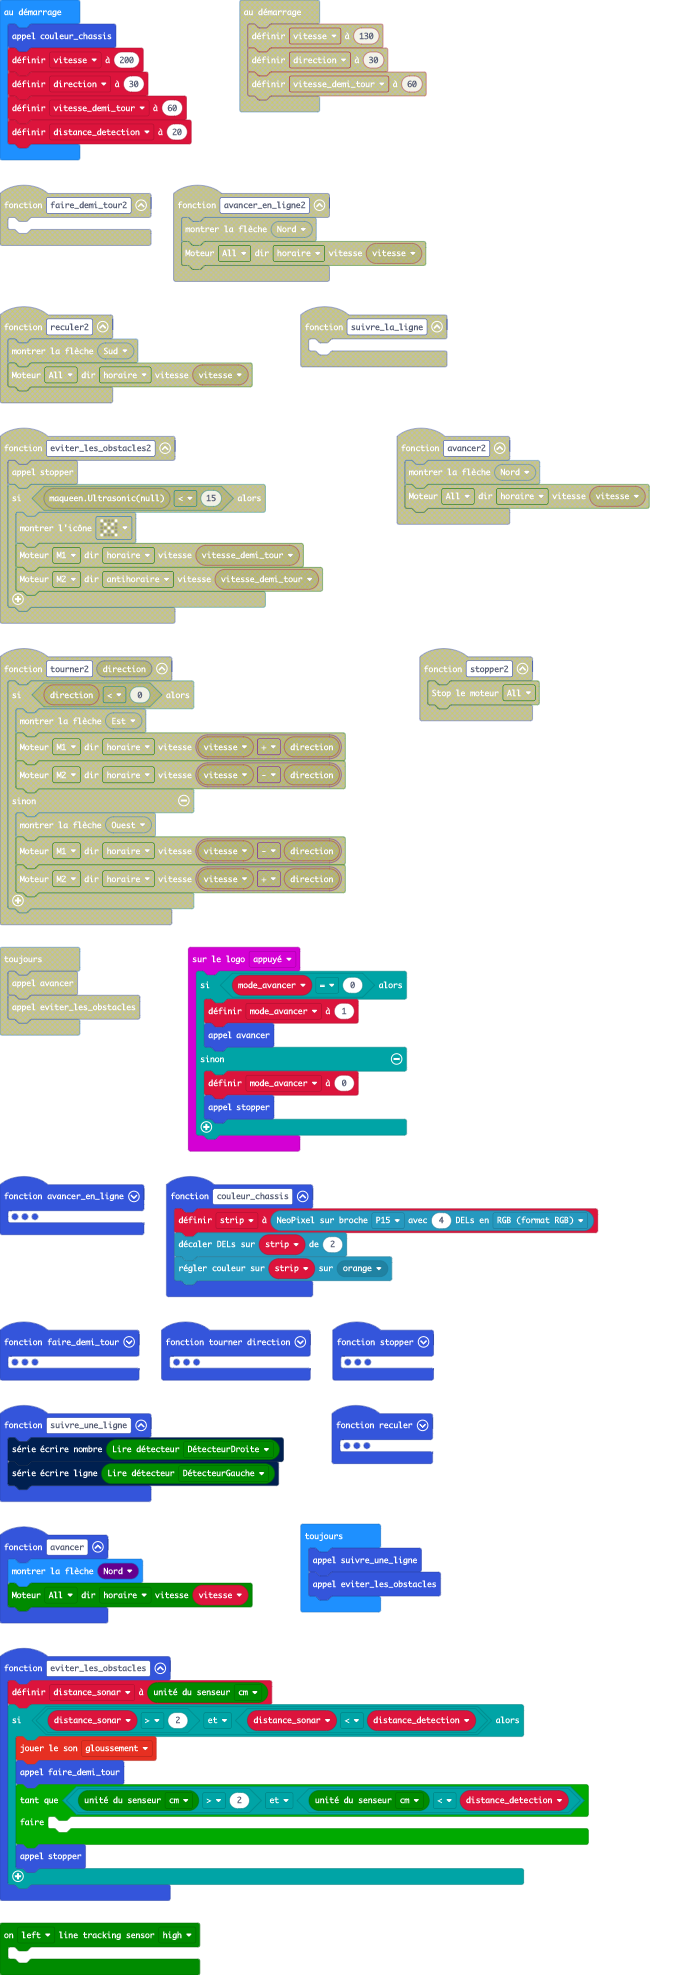 au démarrage
appel couleur_chassis
définir vitesse à 200
définir direction à 30
définir vitesse_demi_tour à 60
définir distance_detection à 20
au démarrage
définir vitesse à 130
définir direction à 30
définir vitesse_demi_tour à 60
fonction faire_demi_tour2
fonction avancer_en_ligne2
montrer la flèche Nord
Moteur All dir horaire vitesse vitesse
fonction reculer2
montrer la flèche Sud
Moteur All dir horaire vitesse vitesse
fonction suivre_la_ligne
fonction eviter_les_obstacles2
appel stopper
si maqueen.Ultrasonic(null) < 15 alors
montrer l'icône
Moteur M1 dir horaire vitesse vitesse_demi_tour
Moteur M2 dir antihoraire vitesse vitesse_demi_tour
fonction avancer2
montrer la flèche Nord
Moteur All dir horaire vitesse vitesse
fonction tourner2 direction
si direction < 0 alors
montrer la flèche Est
Moteur M1 dir horaire vitesse vitesse + direction
Moteur M2 dir horaire vitesse vitesse - direction
sinon
montrer la flèche Ouest
Moteur M1 dir horaire vitesse vitesse - direction
Moteur M2 dir horaire vitesse vitesse + direction
fonction stopper2
Stop le moteur All
toujours
appel avancer
appel eviter_les_obstacles
sur le logo appuyé
si mode_avancer = 0 alors
définir mode_avancer à 1
appel avancer
sinon
définir mode_avancer à 0
appel stopper
fonction avancer_en_ligne
fonction couleur_chassis
définir strip à NeoPixel sur broche P15 avec 4 DELs en RGB (format RGB)
décaler DELs sur strip de 2
régler couleur sur strip sur orange
fonction faire_demi_tour
fonction tourner direction
fonction stopper
fonction suivre_une_ligne
série écrire nombre Lire détecteur DétecteurDroite
série écrire ligne Lire détecteur DétecteurGauche
fonction reculer
fonction avancer
montrer la flèche Nord
Moteur All dir horaire vitesse vitesse
toujours
appel suivre_une_ligne
appel eviter_les_obstacles
fonction eviter_les_obstacles
définir distance_sonar à unité du senseur cm
si distance_sonar > 2 et distance_sonar < distance_detection alors
jouer le son gloussement
appel faire_demi_tour
tant que unité du senseur cm > 2 et unité du senseur cm < distance_detection
faire
appel stopper
on left line tracking sensor high